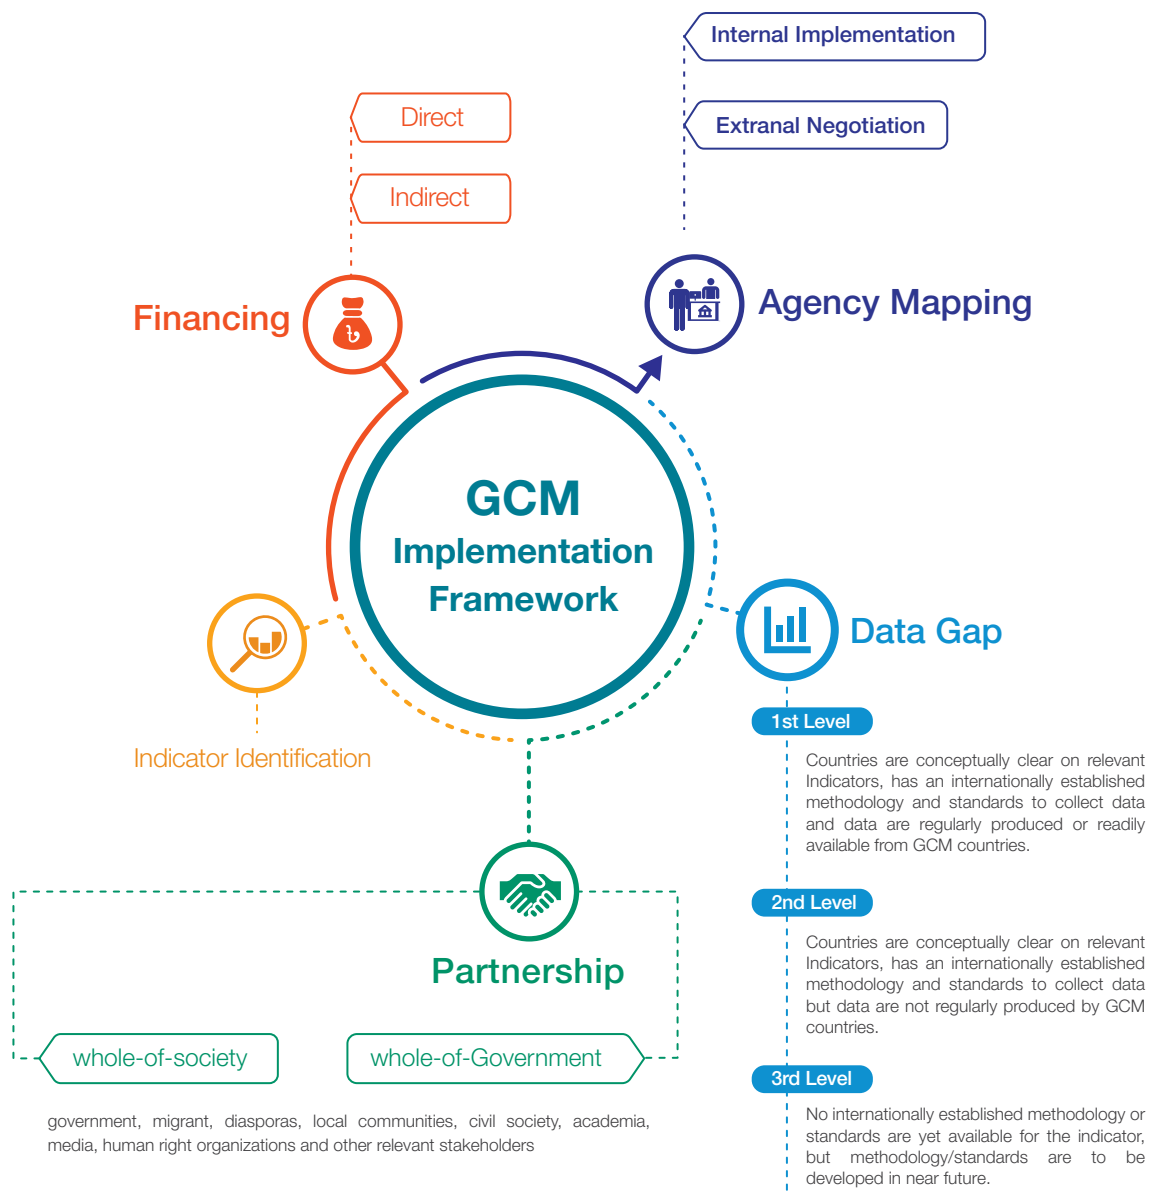 Internal Implementation
Extranal Negotiation
Direct
Indirect
Financing
৳
Agency Mapping
GCM
Implementation
Framework
Data Gap
Indicator Identification
1st Level
Countries are conceptually clear on relevant
Indicators, has an internationally established
methodology and standards to collect data
and data are regularly produced or readily
available from GCM countries.
2nd Level
Countries are conceptually clear on relevant
Indicators, has an internationally established
methodology and standards to collect data
but data are not regularly produced by GCM
countries.
3rd Level
No internationally established methodology or
standards are yet available for the indicator,
but methodology/standards are to be
developed in near future.
Partnership
whole-of-society
whole-of-Government
government, migrant, diasporas, local communities, civil society, academia,
media, human right organizations and other relevant stakeholders